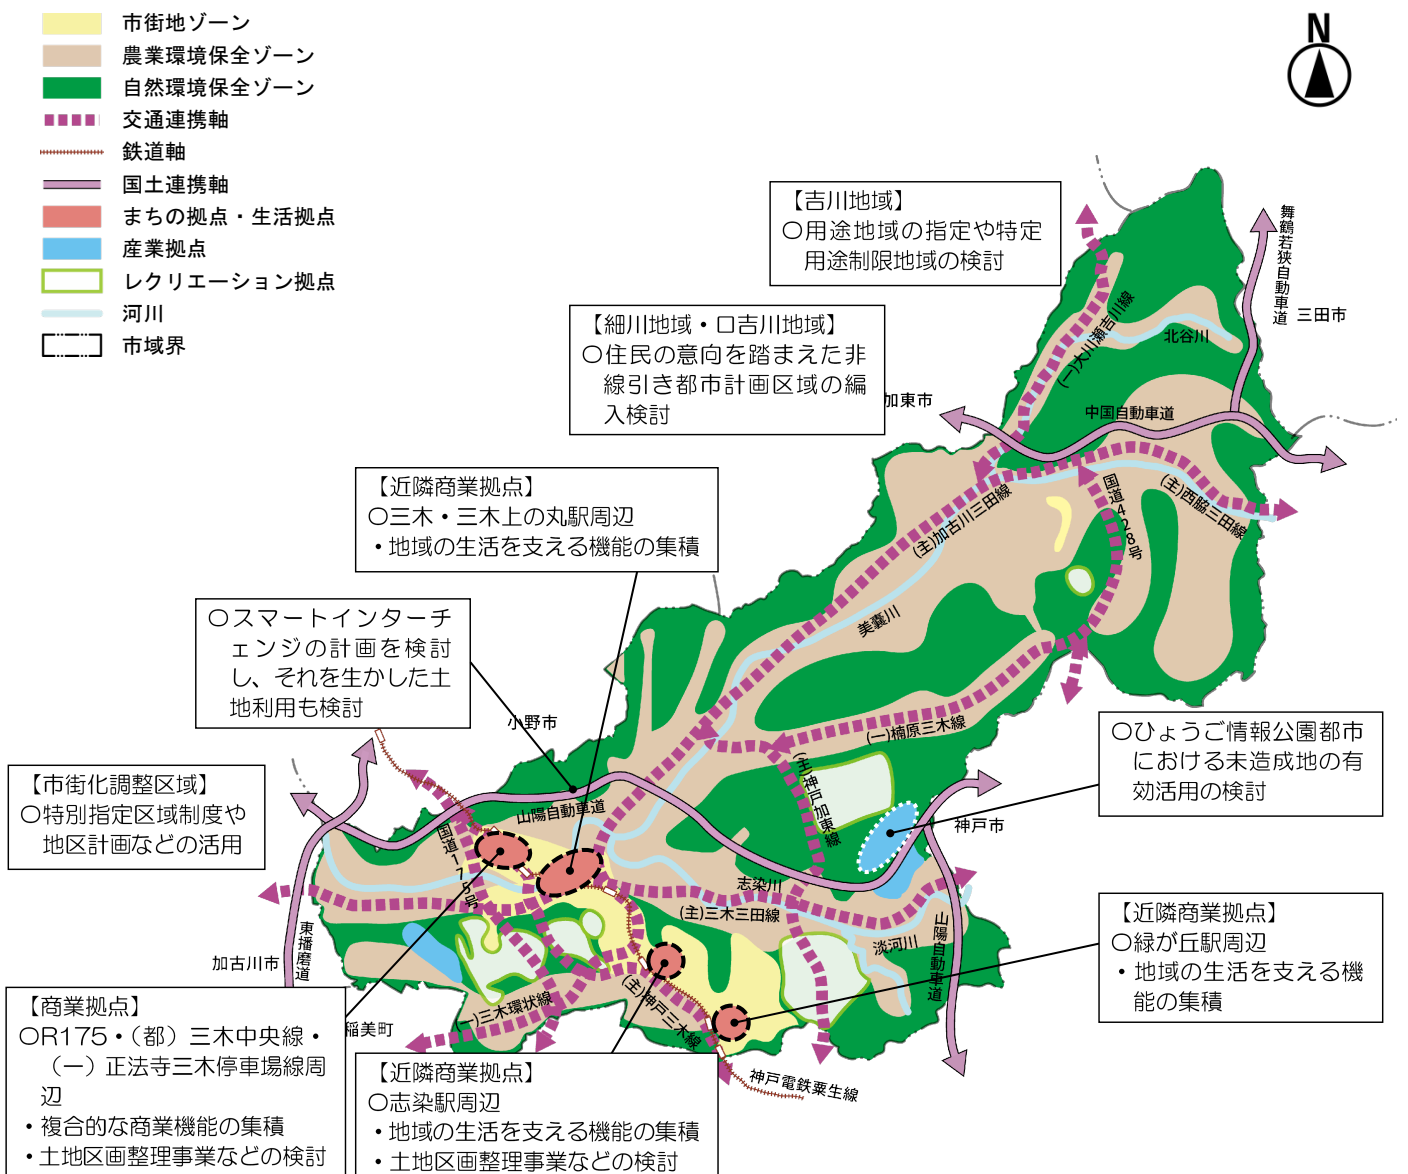 市街地ゾーン
農業環境保全ゾーン
自然環境保全ゾーン
交通連携軸
鉄道軸
国土連携軸
まちの拠点・生活拠点
産業拠点
レクリエーション拠点
河川
市域界
N
【吉川地域】
〇用途地域の指定や特定
用途制限地域の検討
【細川地域・口吉川地域】
〇住民の意向を踏まえた非
線引き都市計画区域の編
入検討
【近隣商業拠点】
〇三木・三木上の丸駅周辺
・地域の生活を支える機能の集積
〇スマートインターチ
ェンジの計画を検討
し、それを生かした土
地利用も検討
【市街化調整区域】
〇特別指定区域制度や
地区計画などの活用
〇ひょうご情報公園都市
における未造成地の有
効活用の検討
【近隣商業拠点】
〇緑が丘駅周辺
・地域の生活を支える機
能の集積
【商業拠点】
〇R175・（都）三木中央線・
（一）正法寺三木停車場線周
辺
・複合的な商業機能の集積
・土地区画整理事業などの検討
【近隣商業拠点】
〇志染駅周辺
・地域の生活を支える機能の集積
・土地区画整理事業などの検討
舞鶴若狭自動車道
三田市
北谷川
(一)大川瀬吉川線
加東市
中国自動車道
(主)西脇三田線
国道428号
(主)加古川三田線
美嚢川
小野市
(一)楠原三木線
(主)神戸加東線
山陽自動車道
神戸市
国道175号
志染川
(主)三木三田線
淡河川
山陽自動車道
東播磨道
加古川市
稲美町
(一)三木環状線
(主)神戸三木線
神戸電鉄粟生線